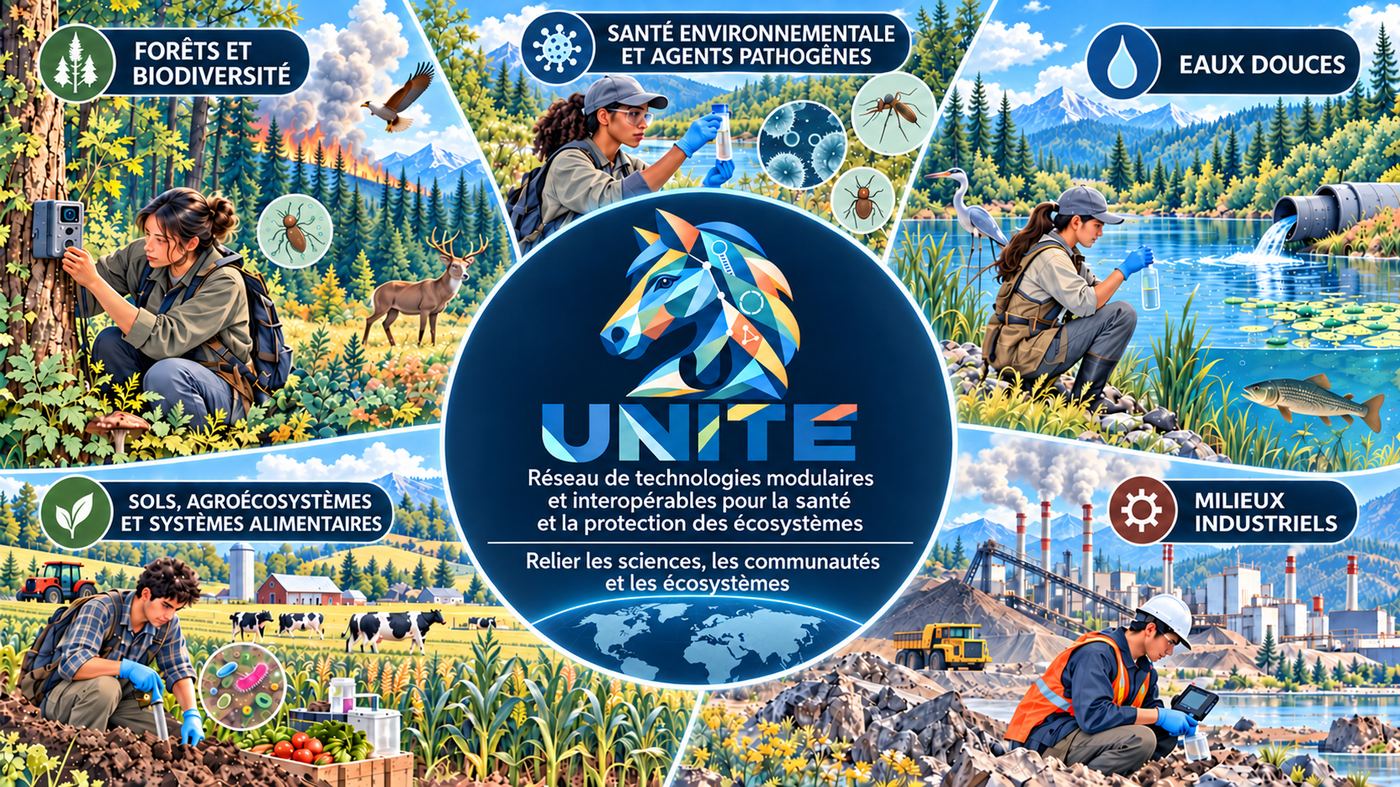 FORÊTS ET
BIODIVERSITÉ
SANTÉ ENVIRONNEMENTALE
ET AGENTS PATHOGÈNES
EAUX DOUCES
UNITÉ
Réseau de technologies modulaires
et interopérables pour la santé
et la protection des écosystèmes
Relier les sciences, les communautés
et les écosystèmes
SOLS, AGROÉCOSYSTÈMES
ET SYSTÈMES ALIMENTAIRES
MILIEUX
INDUSTRIELS